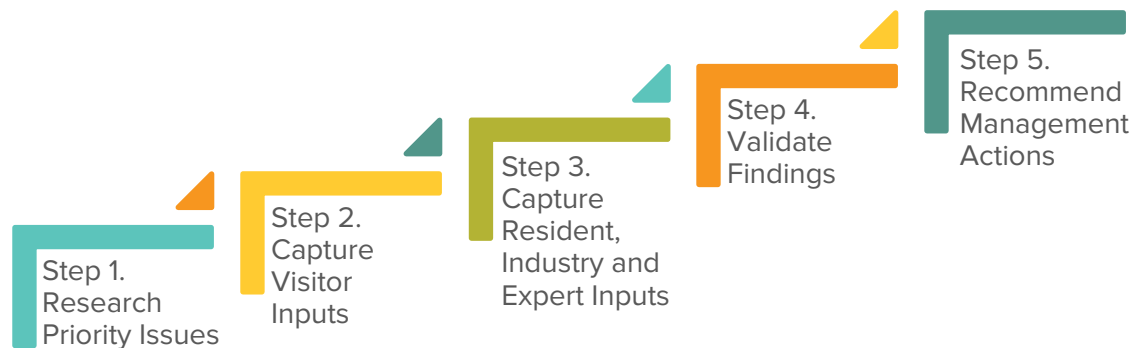 Step 1.
Research
Priority Issues
Step 2.
Capture
Visitor
Inputs
Step 3.
Capture
Resident,
Industry and
Expert Inputs
Step 4.
Validate
Findings
Step 5.
Recommend
Management
Actions